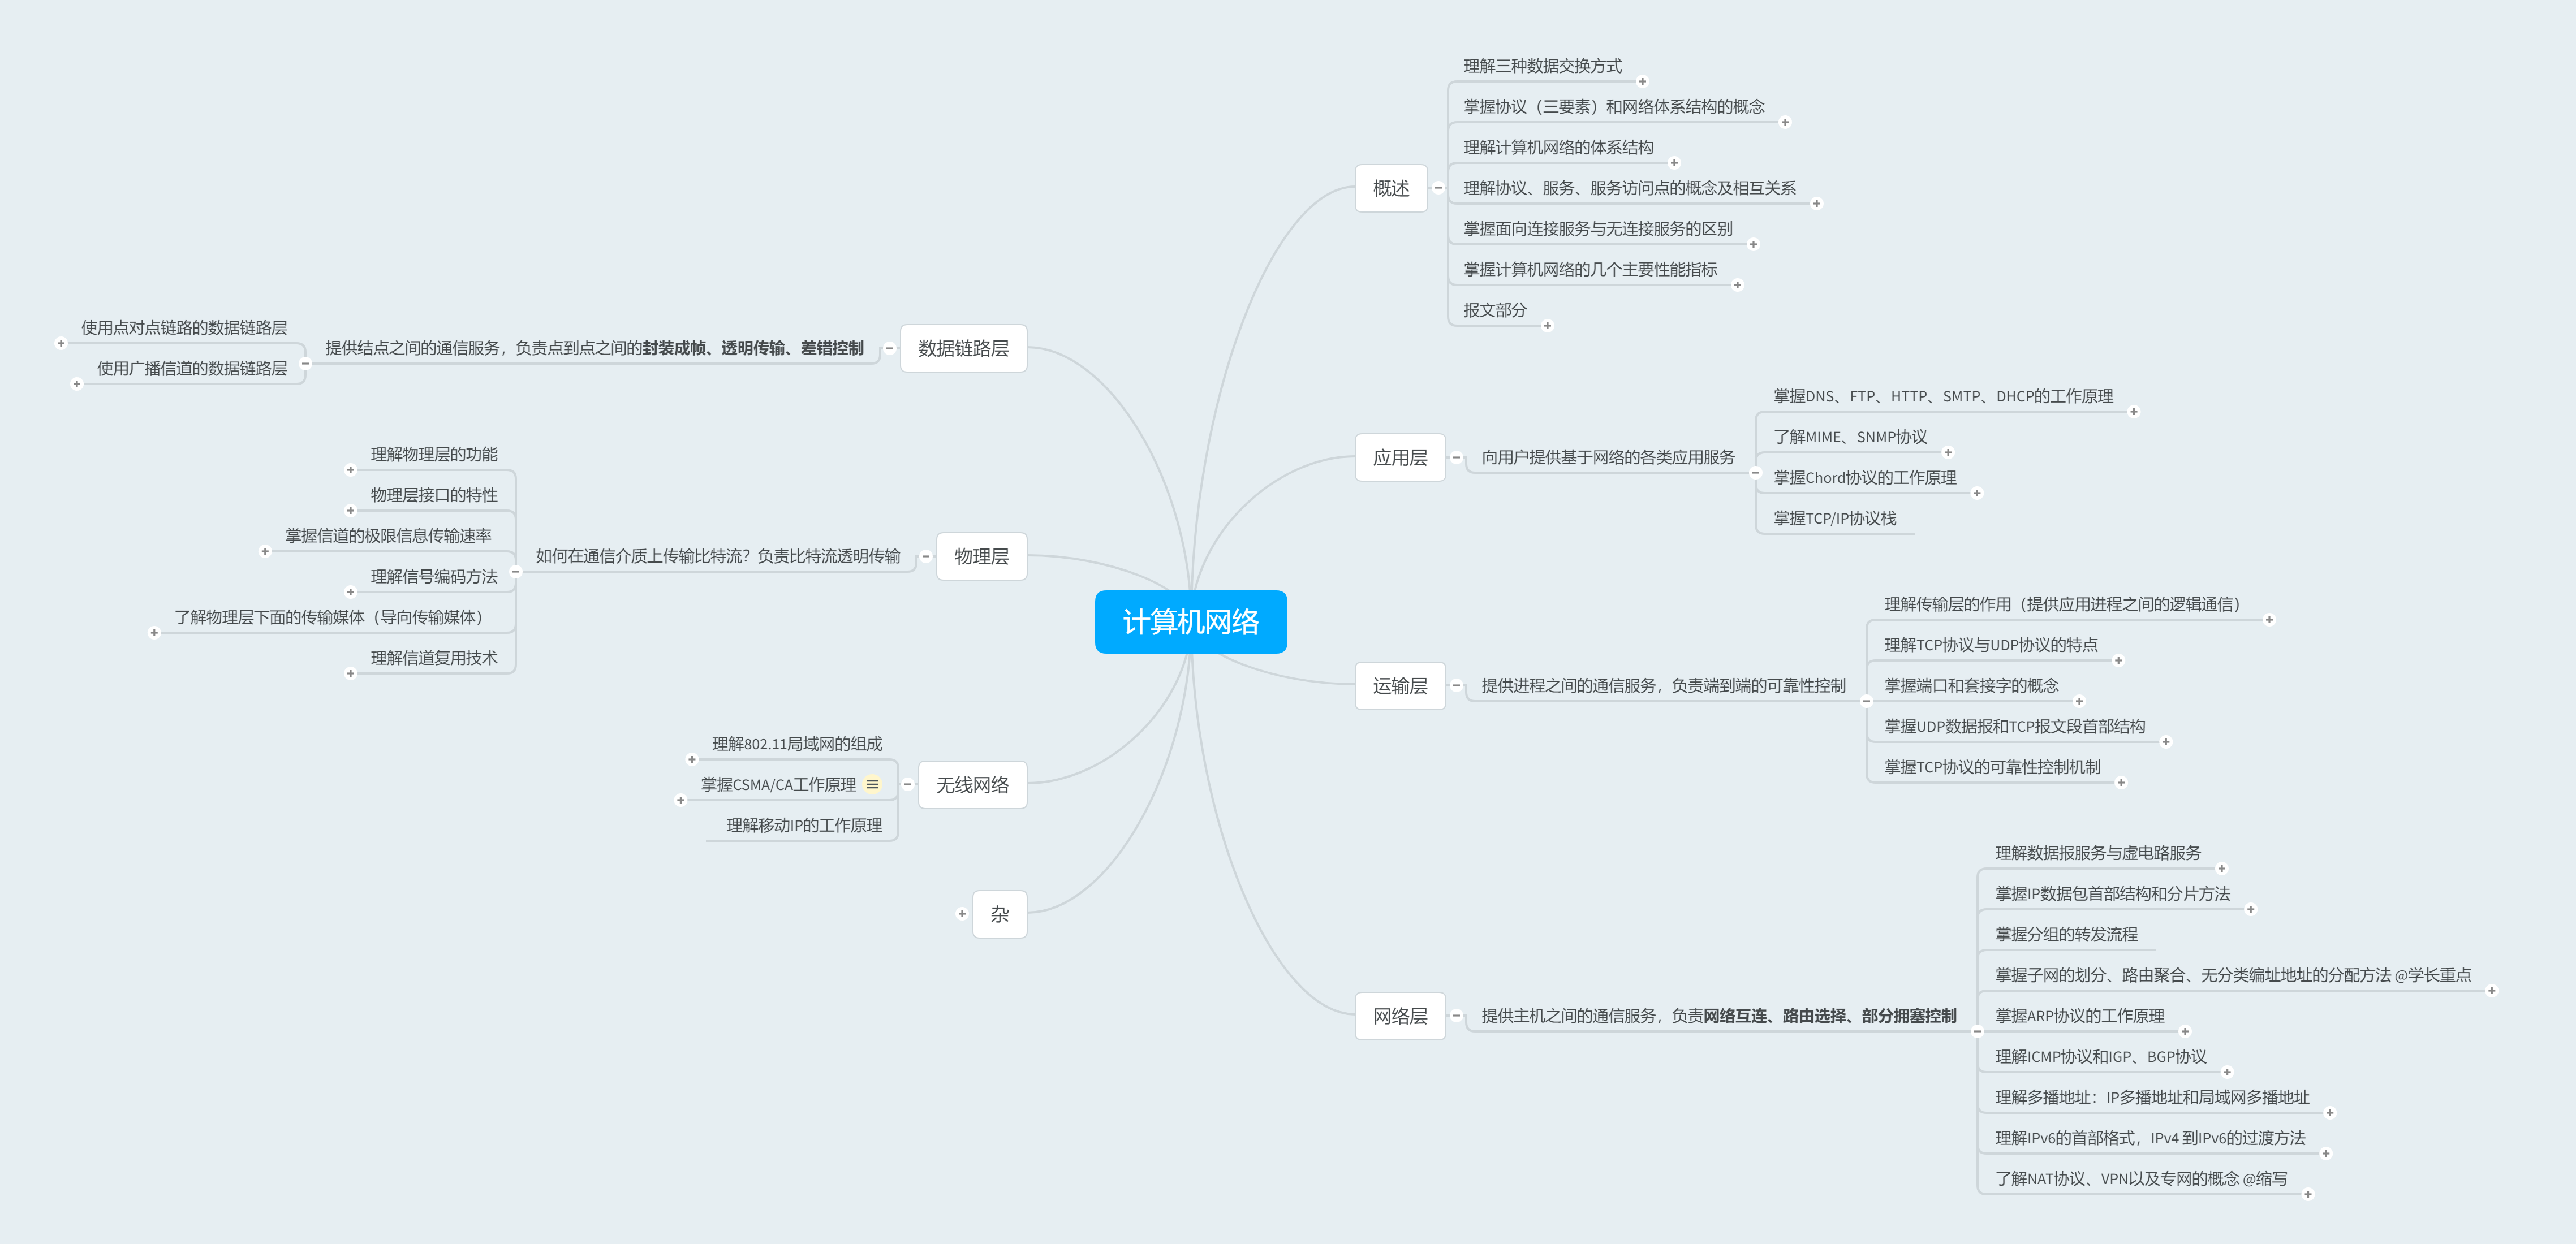 计算机网络
概述
理解三种数据交换方式
掌握协议（三要素）和网络体系结构的概念
理解计算机网络的体系结构
理解协议、服务、服务访问点的概念及相互关系
掌握面向连接服务与无连接服务的区别
掌握计算机网络的几个主要性能指标
报文部分
应用层
向用户提供基于网络的各类应用服务
掌握DNS、FTP、HTTP、SMTP、DHCP的工作原理
了解MIME、SNMP协议
掌握Chord协议的工作原理
掌握TCP/IP协议栈
运输层
提供进程之间的通信服务，负责端到端的可靠性控制
理解传输层的作用（提供应用进程之间的逻辑通信）
理解TCP协议与UDP协议的特点
掌握端口和套接字的概念
掌握UDP数据报和TCP报文段首部结构
掌握TCP协议的可靠性控制机制
网络层
提供主机之间的通信服务，负责网络互连、路由选择、部分拥塞控制
理解数据报服务与虚电路服务
掌握IP数据包首部结构和分片方法
掌握分组的转发流程
掌握子网的划分、路由聚合、无分类编址地址的分配方法 @学长重点
掌握ARP协议的工作原理
理解ICMP协议和IGP、BGP协议
理解多播地址：IP多播地址和局域网多播地址
理解IPv6的首部格式，IPv4 到IPv6的过渡方法
了解NAT协议、VPN以及专网的概念 @缩写
数据链路层
提供结点之间的通信服务，负责点到点之间的封装成帧、透明传输、差错控制
使用点对点链路的数据链路层
使用广播信道的数据链路层
物理层
如何在通信介质上传输比特流？负责比特流透明传输
理解物理层的功能
物理层接口的特性
掌握信道的极限信息传输速率
理解信号编码方法
了解物理层下面的传输媒体（导向传输媒体）
理解信道复用技术
无线网络
理解802.11局域网的组成
掌握CSMA/CA工作原理
理解移动IP的工作原理
杂